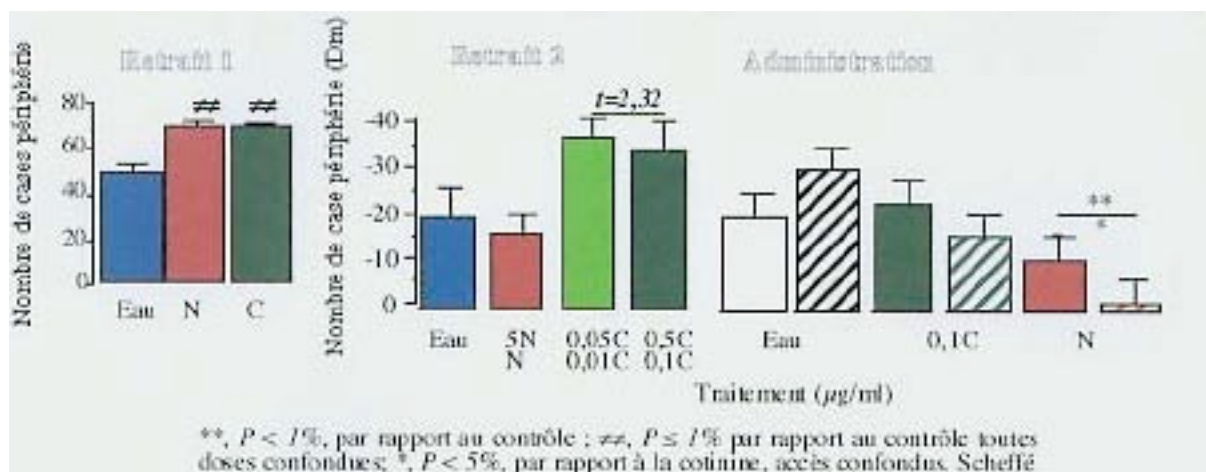 Retrait 1
Retrait 2
Administration
Nombre de cases périphérie
80
60
40
20
0
Eau N C
≠≠ ≠≠
Nombre de case périphérie (Dm)
-40
-30
-20
-10
0
t=2,32
**
*
Eau 5N 0,05C 0,5C
N 0,01C 0,1C
Eau 0,1C N
Traitement (µg/ml)
**, P < 1%, par rapport au contrôle ; ≠≠, P ≤ 1% par rapport au contrôle toutes
doses confondues; *, P < 5%, par rapport à la cotinine, accès confondus. Scheffé